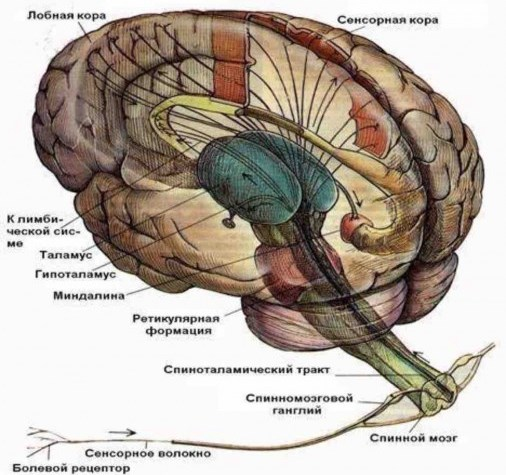 Лобная кора
Сенсорная кора
К лимби-
ческой сис-
ме
Таламус
Гипоталамус
Миндалина
Ретикулярная
формация
Спиноталамический тракт
Спинномозговой
ганглий
Спинной мозг
Сенсорное волокно
Болевой рецептор